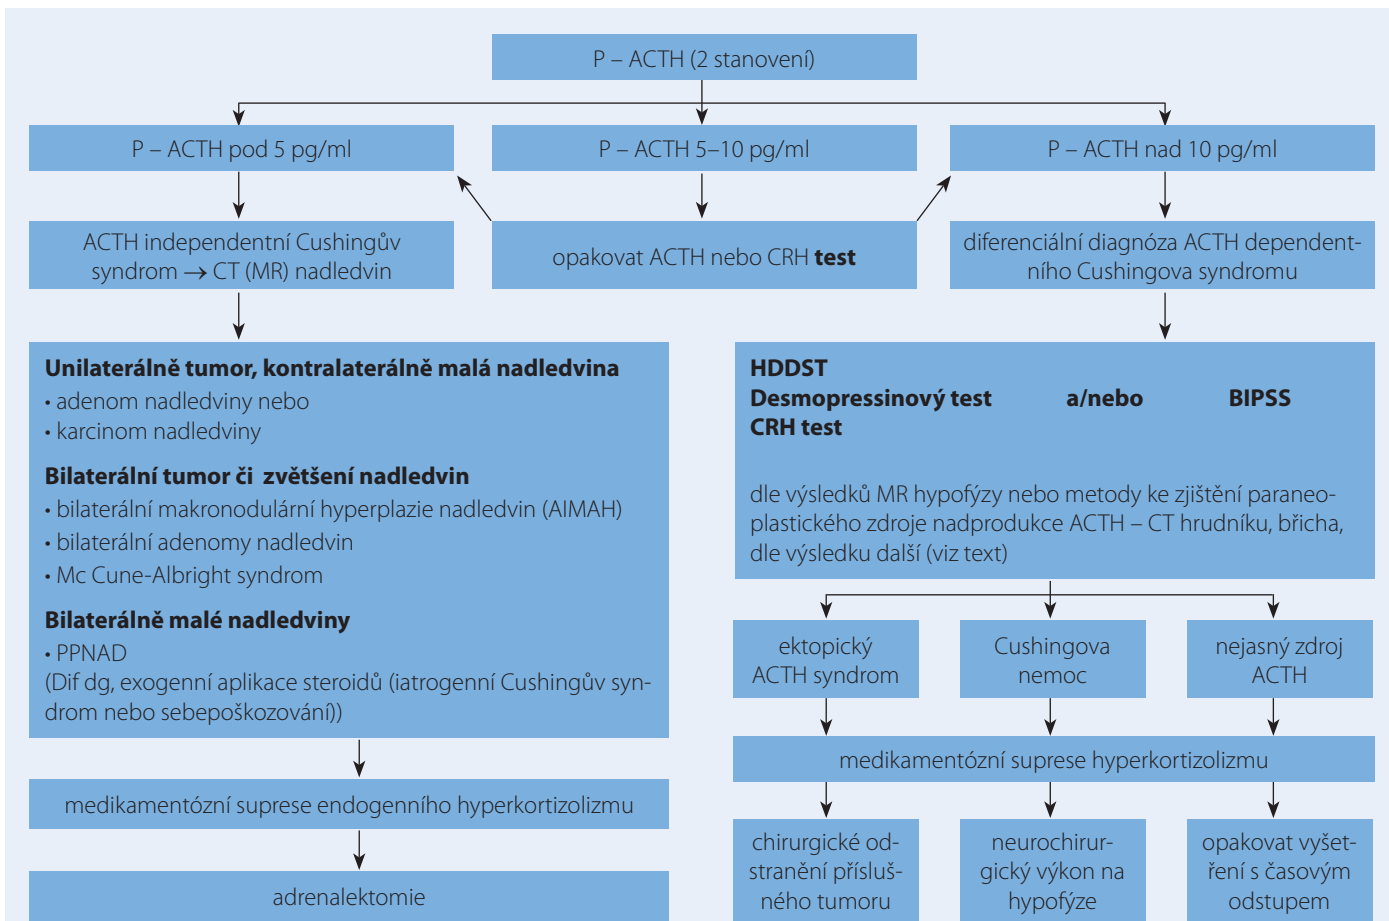 P – ACTH (2 stanovení)
P – ACTH pod 5 pg/ml
P – ACTH 5–10 pg/ml
P – ACTH nad 10 pg/ml
ACTH independentní Cushingův
syndrom → CT (MR) nadledvin
opakovat ACTH nebo CRH test
diferenciální diagnóza ACTH dependent-
ního Cushingova syndromu
Unilaterálně tumor, kontralaterálně malá nadledvina
• adenom nadledviny nebo
• karcinom nadledviny
Bilaterální tumor či zvětšení nadledvin
• bilaterální makronodulární hyperplazie nadledvin (AIMAH)
• bilaterální adenomy nadledvin
• Mc Cune-Albright syndrom
Bilaterálně malé nadledviny
• PPNAD
(Dif dg, exogenní aplikace steroidů (iatrogenní Cushingův syn-
drom nebo sebepoškozování))
medikamentózní suprese endogenního hyperkortizolizmu
adrenalektomie
HDDST
Desmopressinový test a/nebo BIPSS
CRH test
dle výsledků MR hypofýzy nebo metody ke zjištění paraneo-
plastického zdroje nadprodukce ACTH – CT hrudníku, břicha,
dle výsledku další (viz text)
ektopický
ACTH syndrom
Cushingova
nemoc
nejasný zdroj
ACTH
medikamentózní suprese hyperkortizolizmu
chirurgické od-
stranění přísluš-
ného tumoru
neurochirur-
gický výkon na
hypofýze
opakovat vyšet-
ření s časovým
odstupem